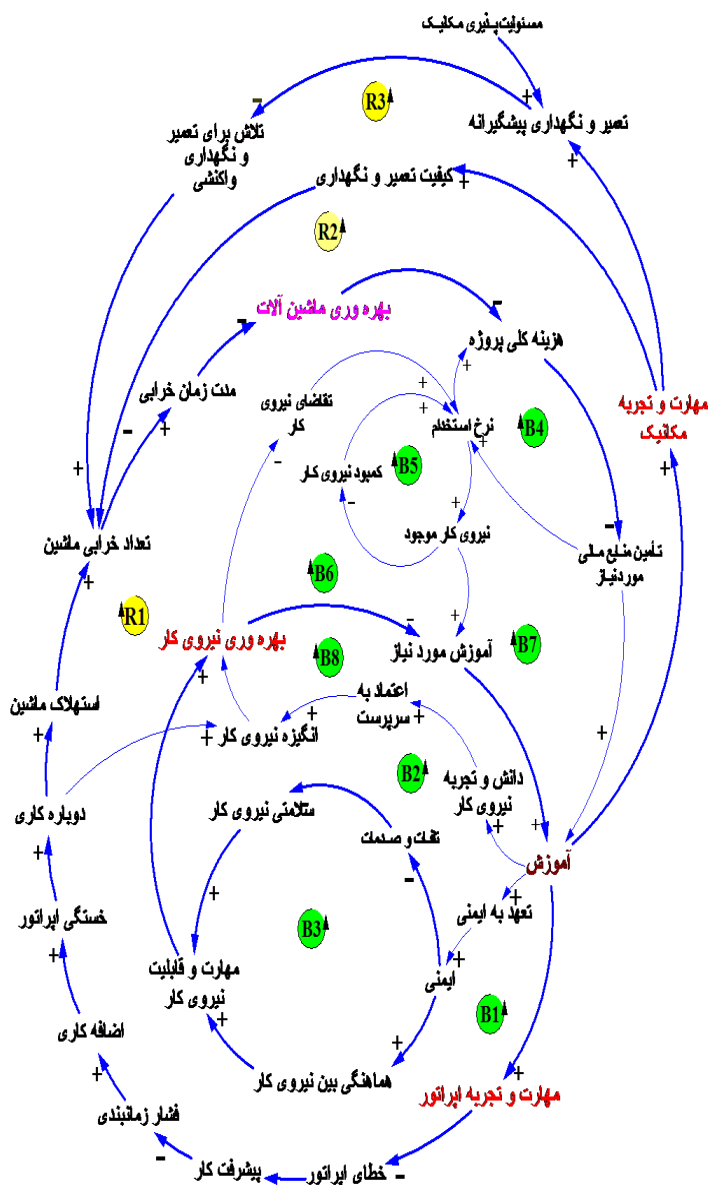 مسئولیت‌پذیری مکانیک
R3
تعمیر و نگهداری پیشگیرانه
تلاش برای تعمیر
و نگهداری
واکنشی
کیفیت تعمیر و نگهداری
R2
بهره وری ماشین آلات
هزینه کلی پروژه
مدت زمان خرابی
تقاضای نیروی
کار
نرخ استخدام
B4
مهارت و تجربه
مکانیک
B5
کمبود نیروی کار
نیروی کار موجود
تعداد خرابی ماشین
تأمین منابع مالی
موردنیاز
B6
R1
بهره وری نیروی کار
B8
آموزش مورد نیاز
B7
اعتماد به
سرپرست
استهلاک ماشین
انگیزه نیروی کار
B2
دانش و تجربه
نیروی کار
دوباره کاری
سلامتی نیروی کار
تلفات و صدمات
آموزش
تعهد به ایمنی
خستگی اپراتور
B3
مهارت و قابلیت
نیروی کار
ایمنی
B1
اضافه کاری
هماهنگی بین نیروی کار
مهارت و تجربه اپراتور
فشار زمانبندی
پیشرفت کار
خطای اپراتور